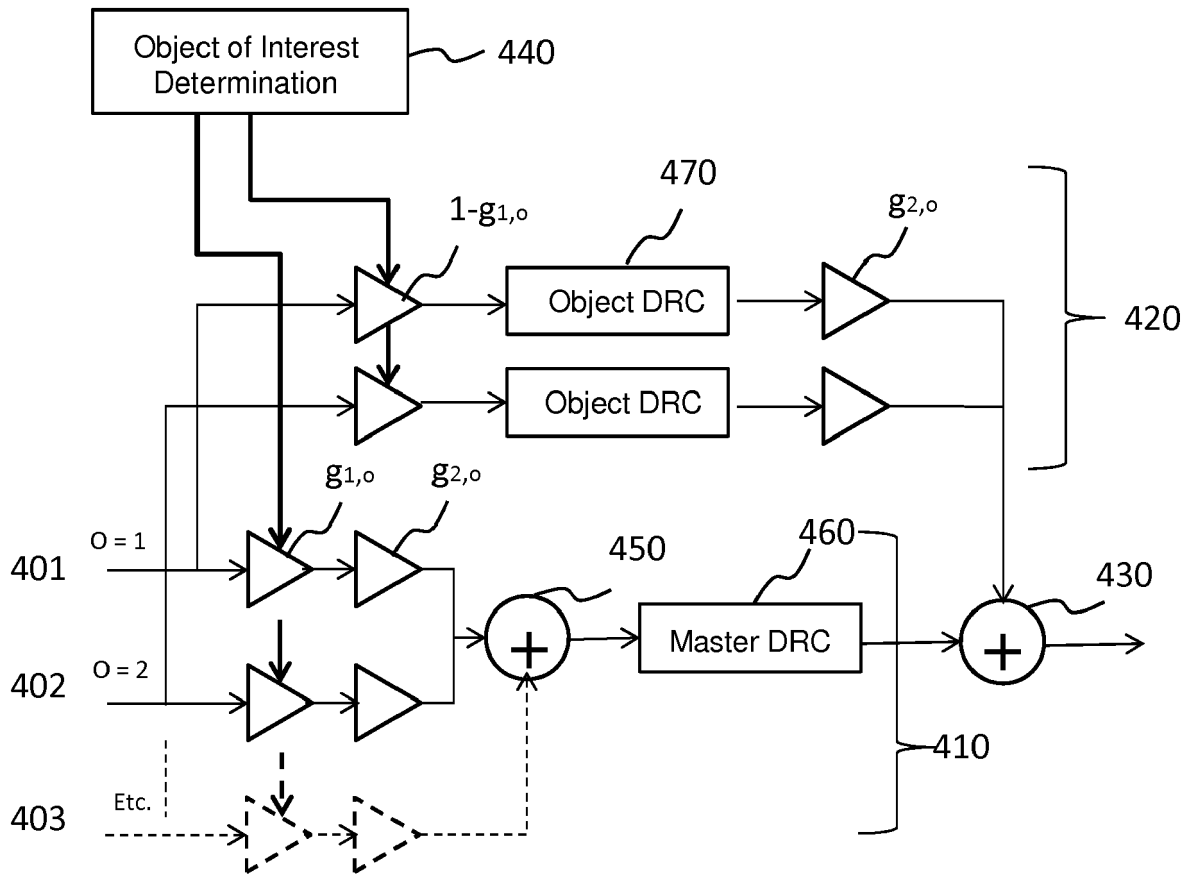 Object of Interest
Determination
440
470
1-g1,o
g2,o
Object DRC
420
Object DRC
g1,o
g2,o
401
O = 1
450
460
430
+
Master DRC
+
402
O = 2
410
403
Etc.